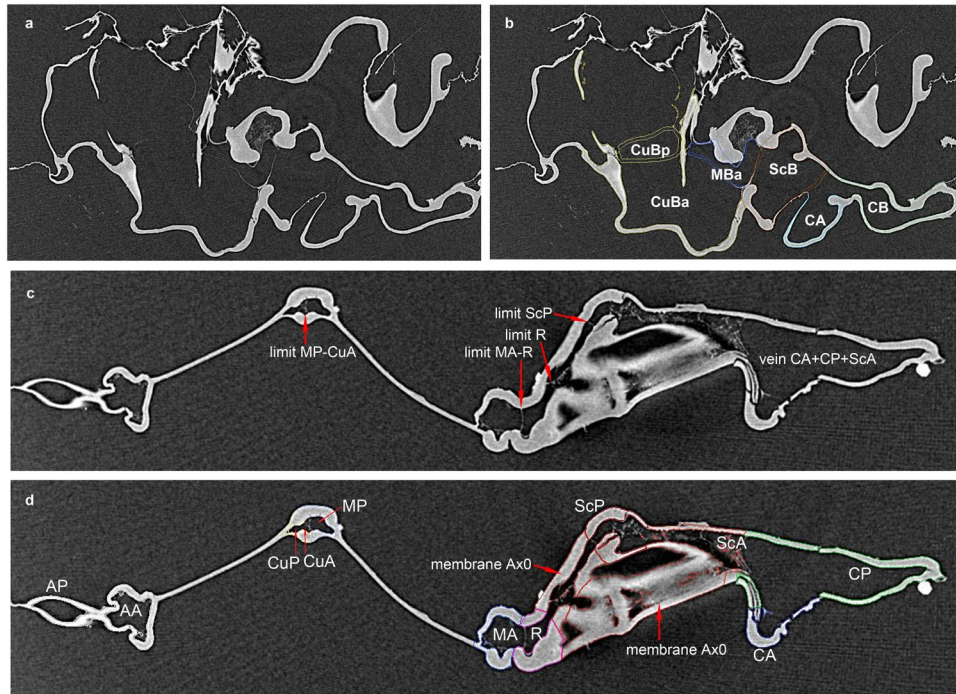 a
b
CuBp
MBa
ScB
CuBa
CA
CB
c
limit ScP
limit R
limit MA-R
limit MP-CuA
vein CA+CP+ScA
d
MP
ScP
CuP CuA
ScA
membrane Ax0
CP
AP
AA
MA
R
membrane Ax0
CA